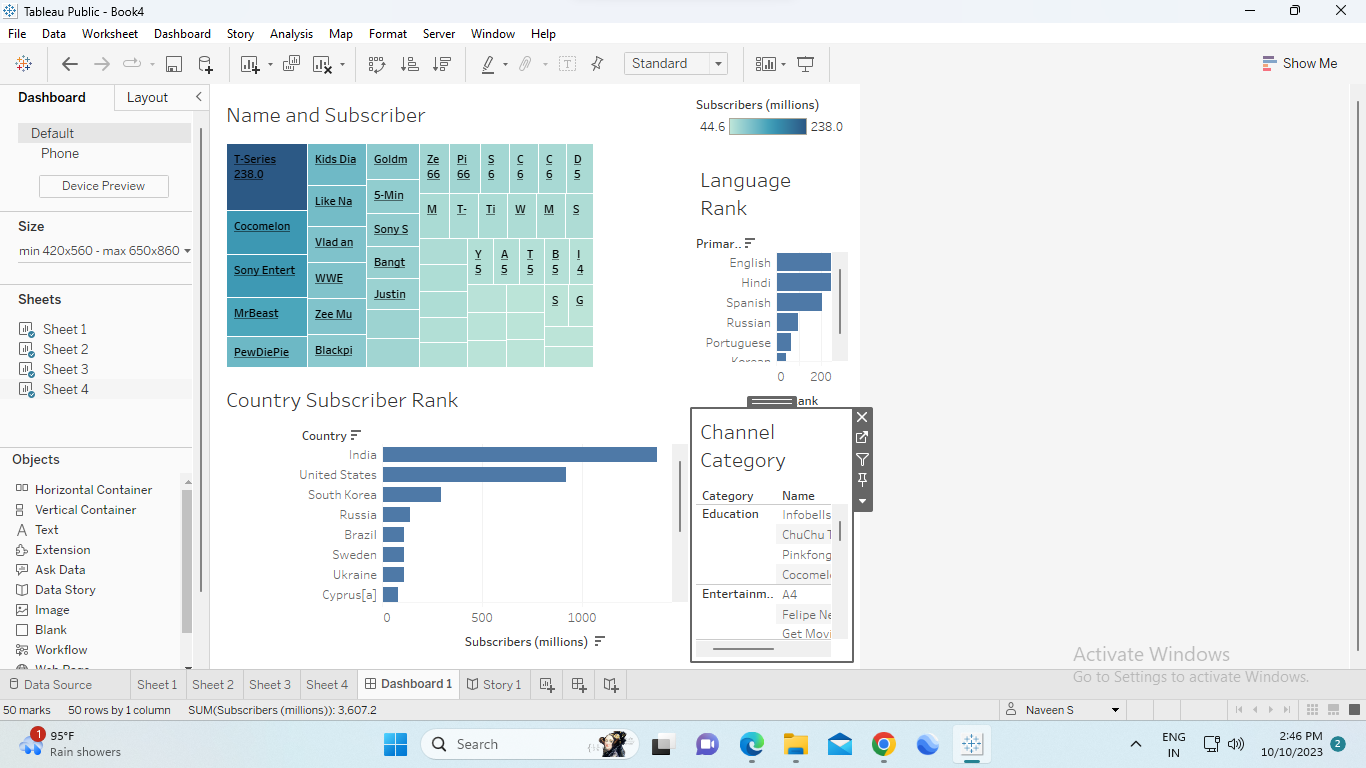 Tableau Public - Book4
File Data Worksheet Dashboard Story Analysis Map Format Server Window Help
Standard
Show Me
Dashboard Layout
Default
Phone
Device Preview
Size
min 420x560 - max 650x860
Sheets
Sheet 1
Sheet 2
Sheet 3
Sheet 4
Objects
Horizontal Container
Vertical Container
Text
Extension
Ask Data
Data Story
Image
Blank
Workflow
Web Page
Name and Subscriber
T-Series
238.0
Cocomelon
Sony Entert
MrBeast
PewDiePie
Kids Dia
Like Na
Vlad an
WWE
Zee Mu
Blackpi
Goldm
5-Min
Sony S
Bangt
Justin
Ze Pi S C C D
66 66 6 6 6 5
M T- Ti W M S
Y A T B I
5 5 5 5 4
S G
Subscribers (millions)
44.6 238.0
Language
Rank
Primar..
English
Hindi
Spanish
Russian
Portuguese
Korean
0 200
ank
Country Subscriber Rank
Country
India
United States
South Korea
Russia
Brazil
Sweden
Ukraine
Cyprus[a]
0 500 1000
Subscribers (millions)
Channel
Category
Category Name
Education Infobells
ChuChu T
Pinkfong
Cocomel
Entertainm.. A4
Felipe Ne
Get Movi
Activate Windows
Go to Settings to activate Windows.
Data Source Sheet 1 Sheet 2 Sheet 3 Sheet 4 Dashboard 1 Story 1
50 marks 50 rows by 1 column SUM(Subscribers (millions)): 3,607.2
Naveen S
1
95°F
Rain showers
Search
ENG
IN
2:46 PM
10/10/2023
2